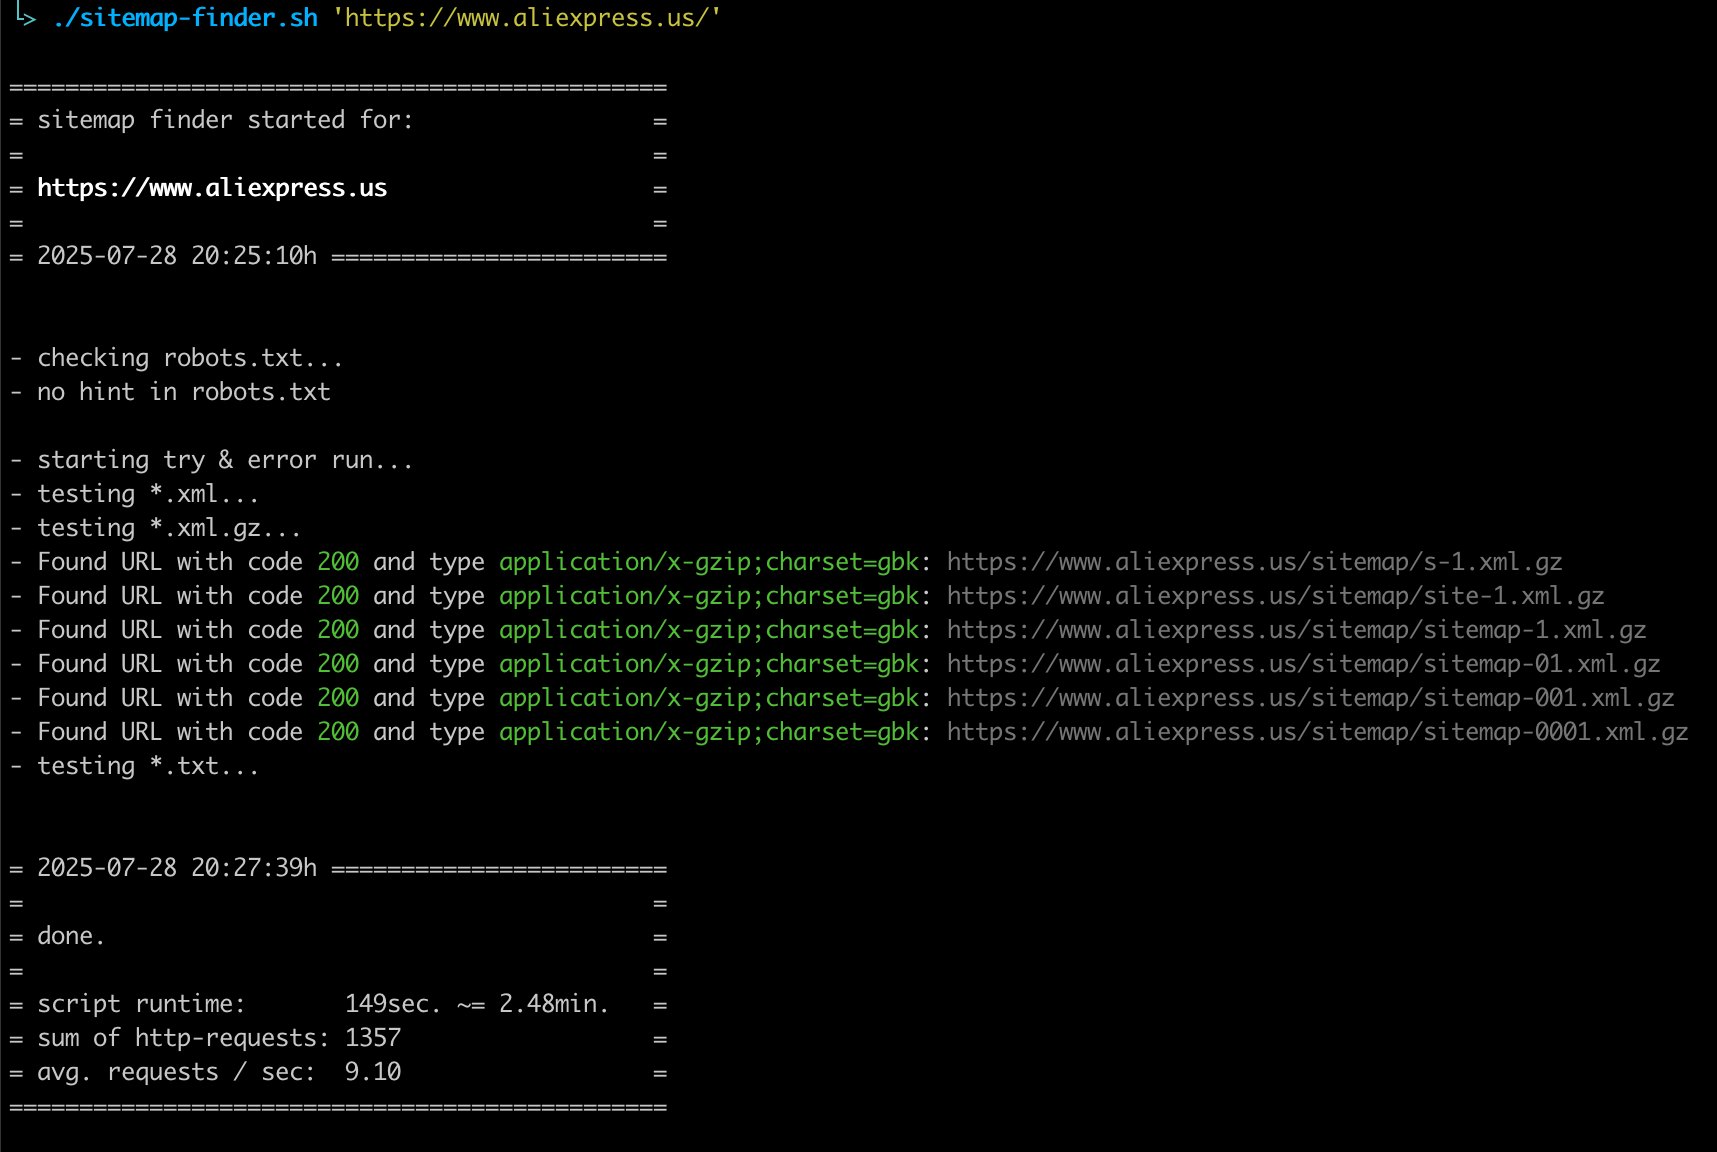 └> ./sitemap-finder.sh 'https://www.aliexpress.us/'
===============================================
= sitemap finder started for:                 =
=                                             =
= https://www.aliexpress.us                   =
=                                             =
= 2025-07-28 20:25:10h ========================
- checking robots.txt...
- no hint in robots.txt
- starting try & error run...
- testing *.xml...
- testing *.xml.gz...
- Found URL with code 200 and type application/x-gzip;charset=gbk: https://www.aliexpress.us/sitemap/s-1.xml.gz
- Found URL with code 200 and type application/x-gzip;charset=gbk: https://www.aliexpress.us/sitemap/site-1.xml.gz
- Found URL with code 200 and type application/x-gzip;charset=gbk: https://www.aliexpress.us/sitemap/sitemap-1.xml.gz
- Found URL with code 200 and type application/x-gzip;charset=gbk: https://www.aliexpress.us/sitemap/sitemap-01.xml.gz
- Found URL with code 200 and type application/x-gzip;charset=gbk: https://www.aliexpress.us/sitemap/sitemap-001.xml.gz
- Found URL with code 200 and type application/x-gzip;charset=gbk: https://www.aliexpress.us/sitemap/sitemap-0001.xml.gz
- testing *.txt...
= 2025-07-28 20:27:39h ========================
=                                             =
= done.                                       =
=                                             =
= script runtime:       149sec. ~= 2.48min.   =
= sum of http-requests: 1357                  =
= avg. requests / sec:  9.10                  =
===============================================